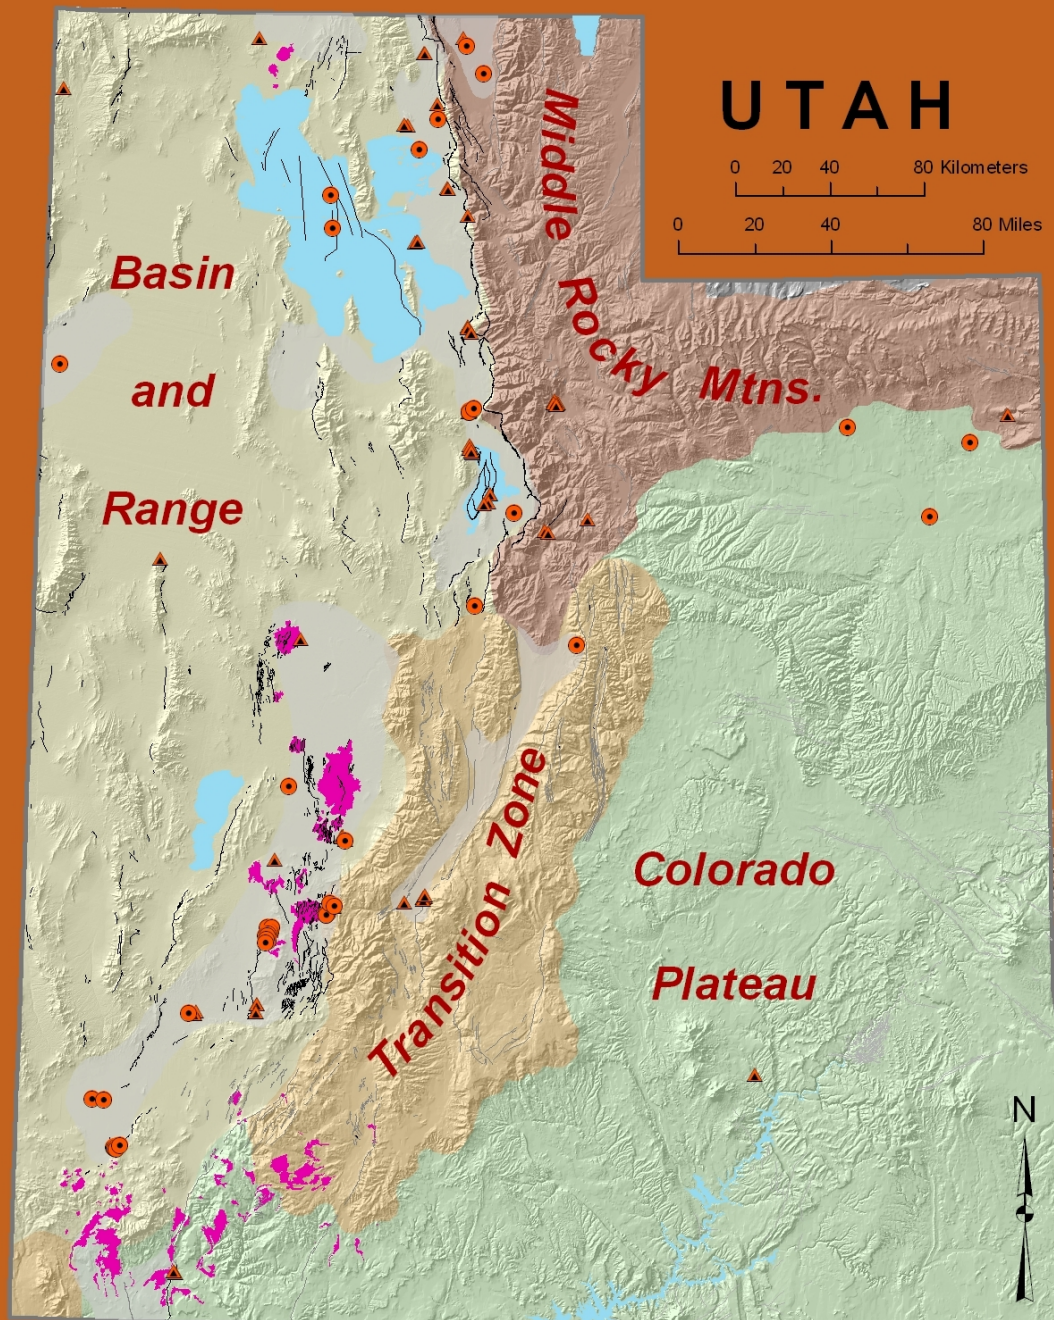 UTAH
0 20 40 80 Kilometers
0 40 80 Miles
Middle
Rocky
Mtns.
Basin
and
Range
Transition Zone
Colorado
Plateau
N